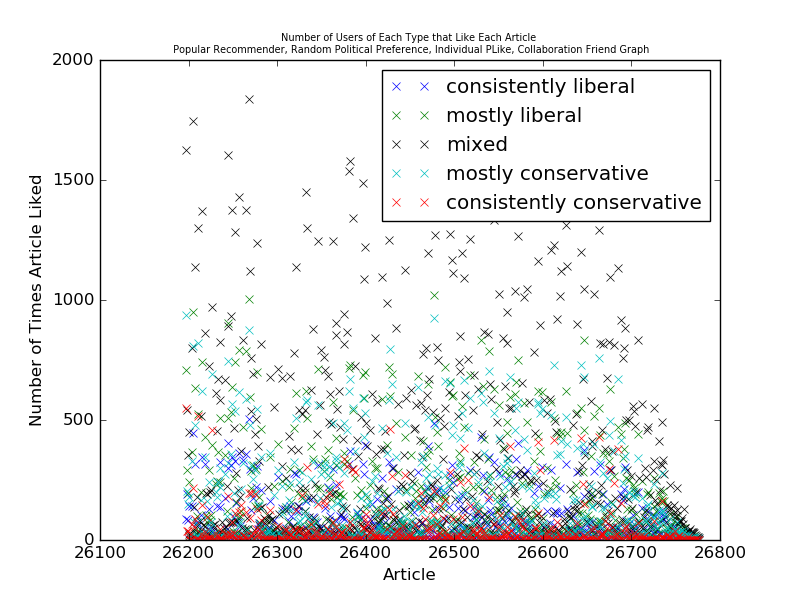 Number of Users of Each Type that Like Each Article
Popular Recommender, Random Political Preference, Individual PLike, Collaboration Friend Graph
2000
1500
1000
500
0
Number of Times Article Liked
consistently liberal
mostly liberal
mixed
mostly conservative
consistently conservative
26100 26200 26300 26400 26500 26600 26700 26800
Article